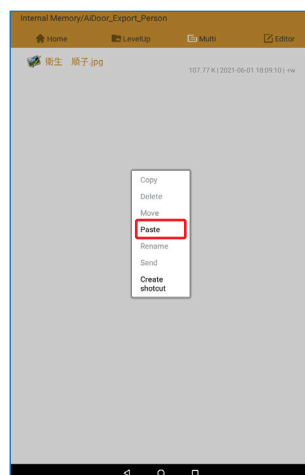 Internal Memory/AiDoor_Export_Person
Home LevelUp Multi Editor
衛生 順子.jpg
107.77 K | 2021-06-01 18:09:10 | -rw
Copy
Delete
Move
Paste
Rename
Send
Create
shotcut